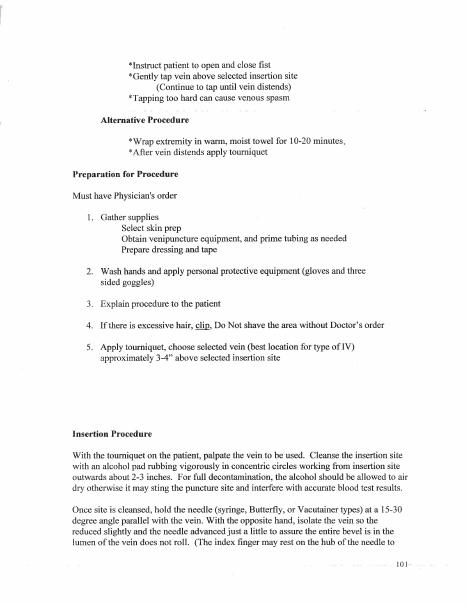 *Instruct patient to open and close fist
*Gently tap vein above selected insertion site
(Continue to tap until vein distends)
*Tapping too hard can cause venous spasm
Alternative Procedure
*Wrap extremity in warm, moist towel for 10-20 minutes,
*After vein distends apply tourniquet
Preparation for Procedure
Must have Physician's order
1. Gather supplies
Select skin prep
Obtain venipuncture equipment, and prime tubing as needed
Prepare dressing and tape
2. Wash hands and apply personal protective equipment (gloves and three
sided goggles)
3. Explain procedure to the patient
4. If there is excessive hair, clip, Do Not shave the area without Doctor's order
5. Apply tourniquet, choose selected vein (best location for type of IV)
approximately 3-4" above selected insertion site
Insertion Procedure
With the tourniquet on the patient, palpate the vein to be used. Cleanse the insertion site
with an alcohol pad rubbing vigorously in concentric circles working from insertion site
outwards about 2-3 inches. For full decontamination, the alcohol should be allowed to air
dry otherwise it may sting the puncture site and interfere with accurate blood test results.
Once site is cleansed, hold the needle (syringe, Butterfly, or Vacutainer types) at a 15-30
degree angle parallel with the vein. With the opposite hand, isolate the vein so the
reduced slightly and the needle advanced just a little to assure the entire bevel is in the
lumen of the vein does not roll. (The index finger may rest on the hub of the needle to
101